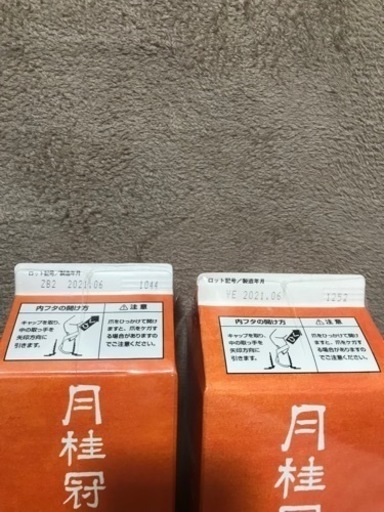 ロット記号/製造年月
ZB2 2021.06 1044
内フタの開け方
キャップを取り、
中の取っ手を
矢印方向に
引きます。
ひく
⚠注意
爪をひっかけて開け
ますと、爪をケガす
る場合がありますの
でご注意ください。
月桂冠
ロット記号/製造年月
YE 2021.06 1252
内フタの開け方
キャップを取り、
中の取っ手を
矢印方向に
引きます。
ひく
⚠注意
爪をひっかけて開け
ますと、爪をケガす
る場合がありますの
でご注意ください。
月桂冠